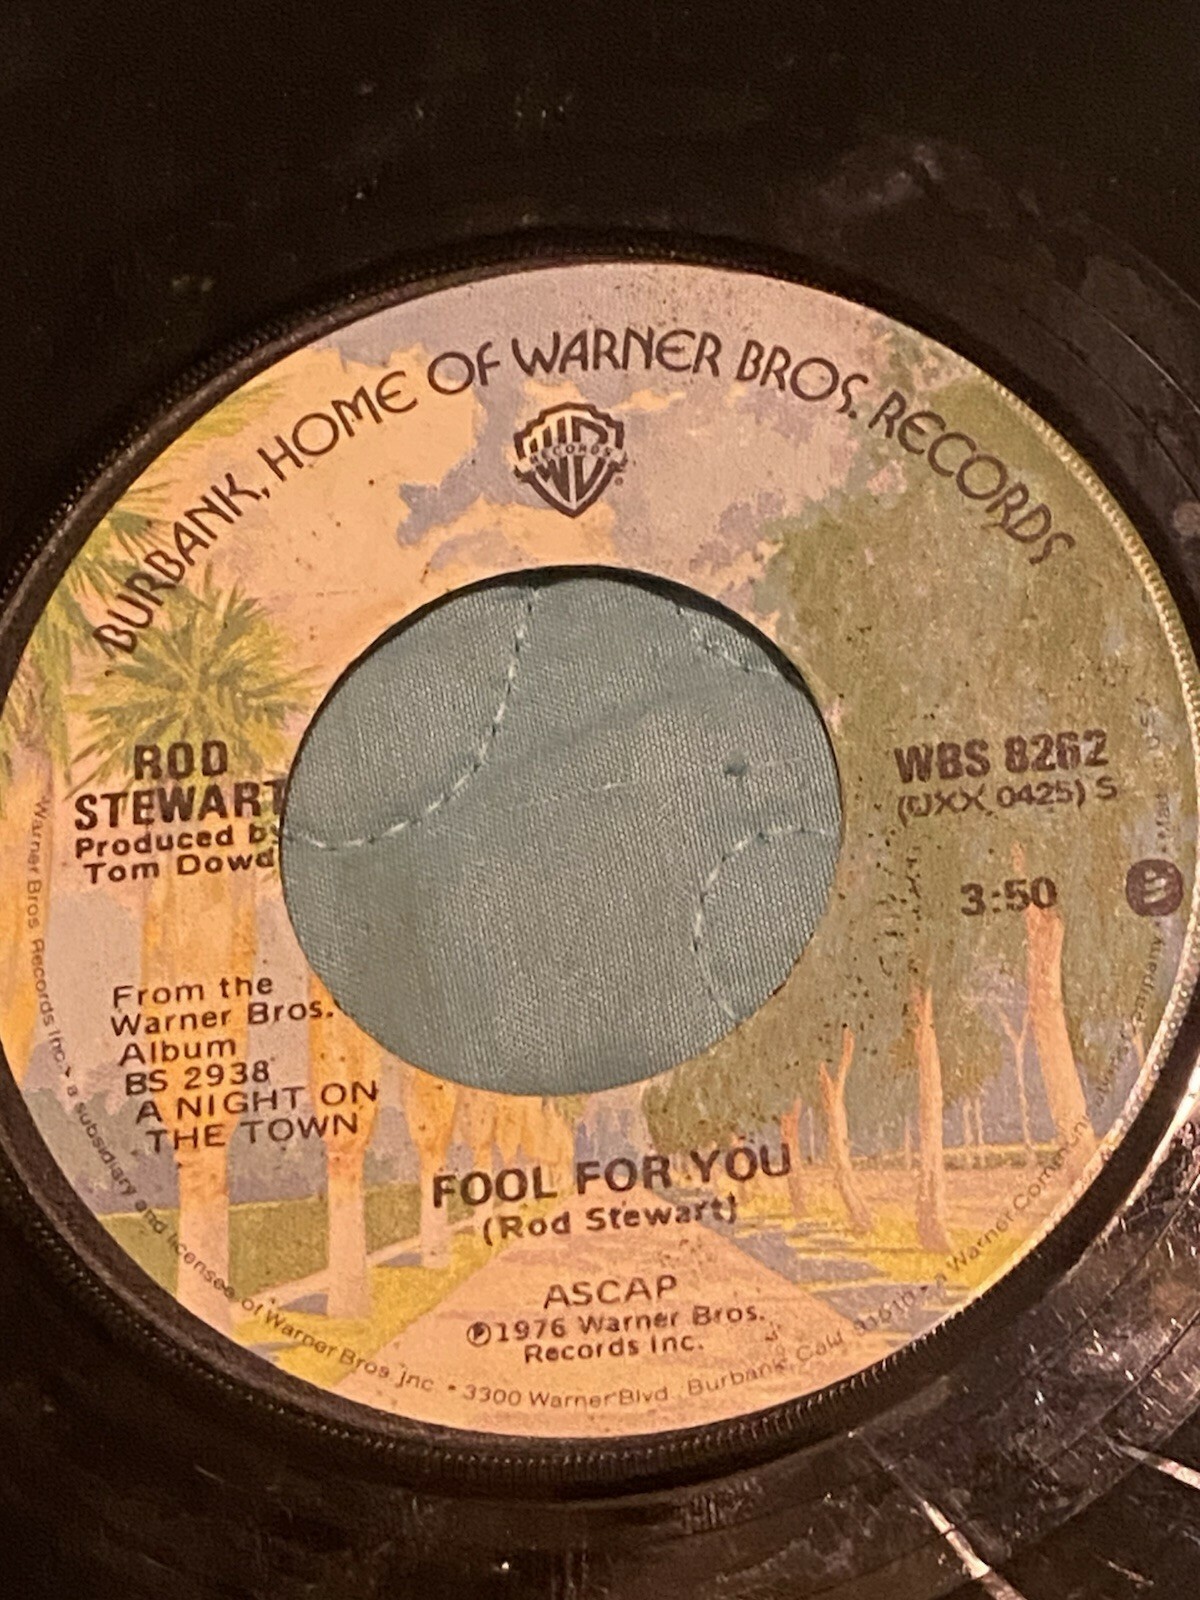 BURBANK, HOME OF WARNER BROS. RECORDS
RECORDS
ROD
STEWART
Produced by
Tom Dowd
WBS 8262
(UXX 0425) S
3:50
From the
Warner Bros.
Album
BS 2938
A NIGHT ON
THE TOWN
FOOL FOR YOU
(Rod Stewart)
ASCAP
℗1976 Warner Bros.
Records Inc.
Warner Bros. Records Inc. • a subsidiary and licensee of Warner Bros. Inc. • 3300 Warner Blvd. Burbank, Calif. 91510 • a Warner Communications Company •